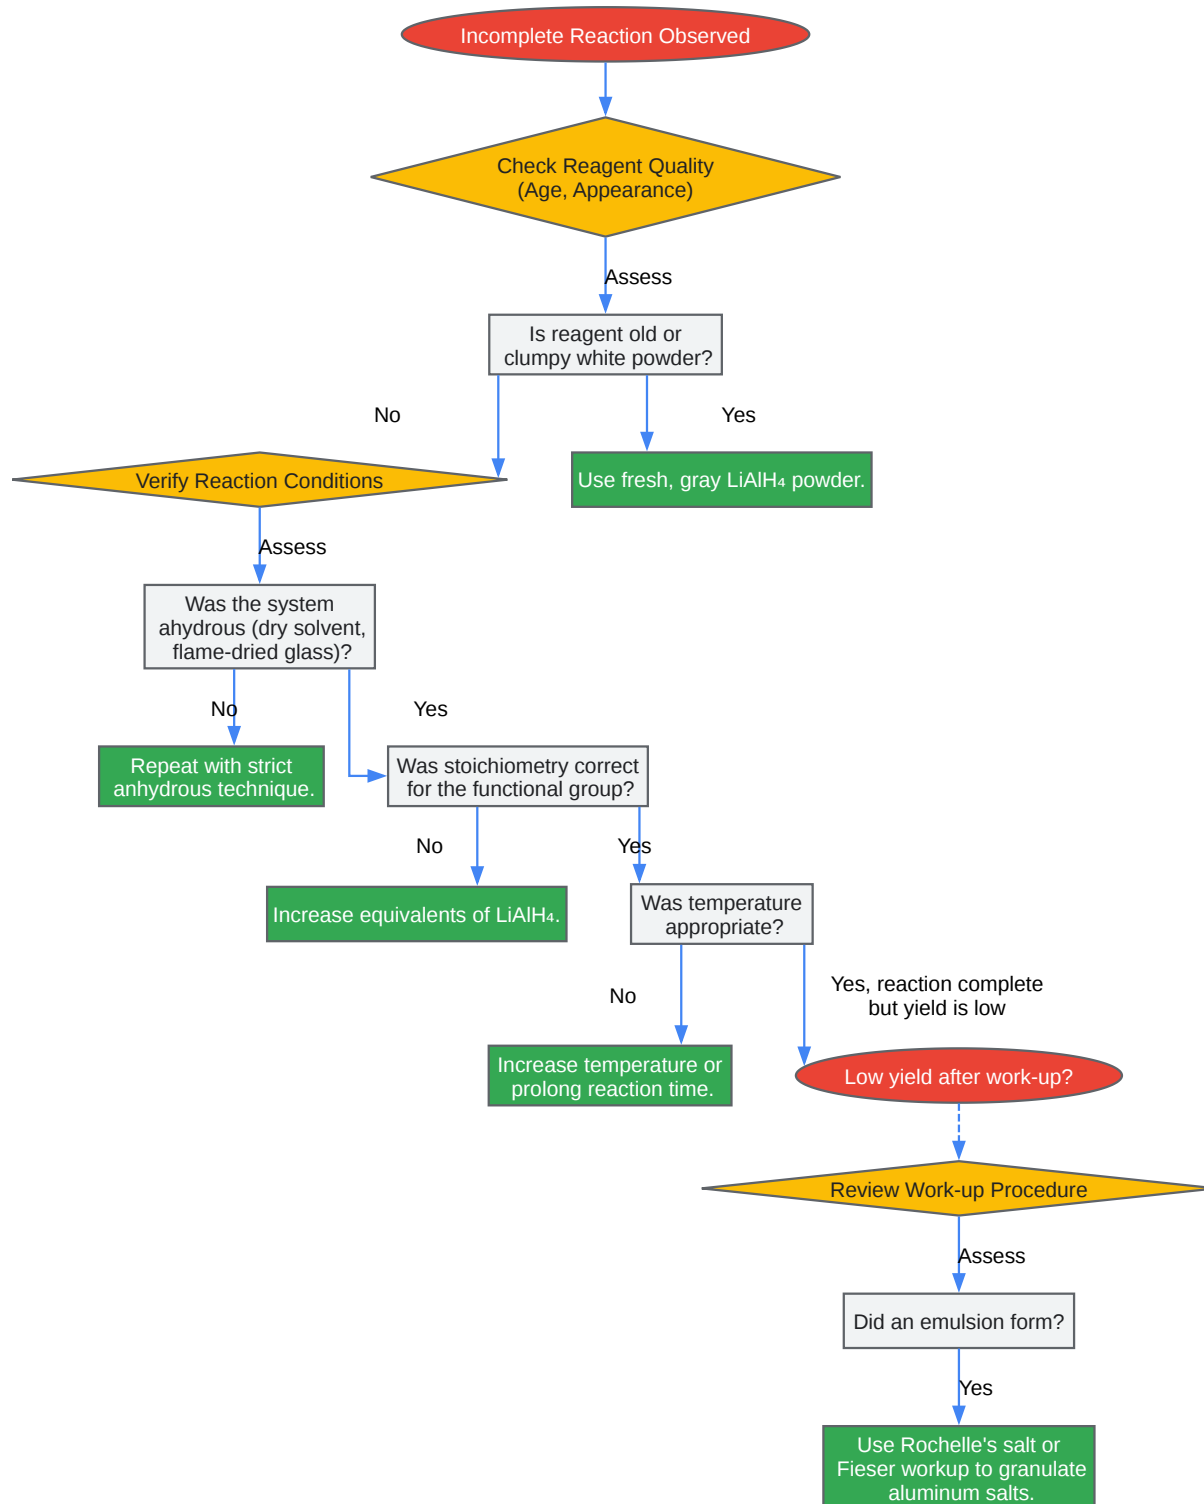 Incomplete Reaction Observed
Check Reagent Quality
(Age, Appearance)
Assess
Is reagent old or
clumpy white powder?
No
Yes
Verify Reaction Conditions
Use fresh, gray LiAlH₄ powder.
Assess
Was the system
ahydrous (dry solvent,
flame-dried glass)?
No
Yes
Repeat with strict
anhydrous technique.
Was stoichiometry correct
for the functional group?
No
Yes
Increase equivalents of LiAlH₄.
Was temperature
appropriate?
No
Yes, reaction complete
but yield is low
Increase temperature or
prolong reaction time.
Low yield after work-up?
Review Work-up Procedure
Assess
Did an emulsion form?
Yes
Use Rochelle's salt or
Fieser workup to granulate
aluminum salts.